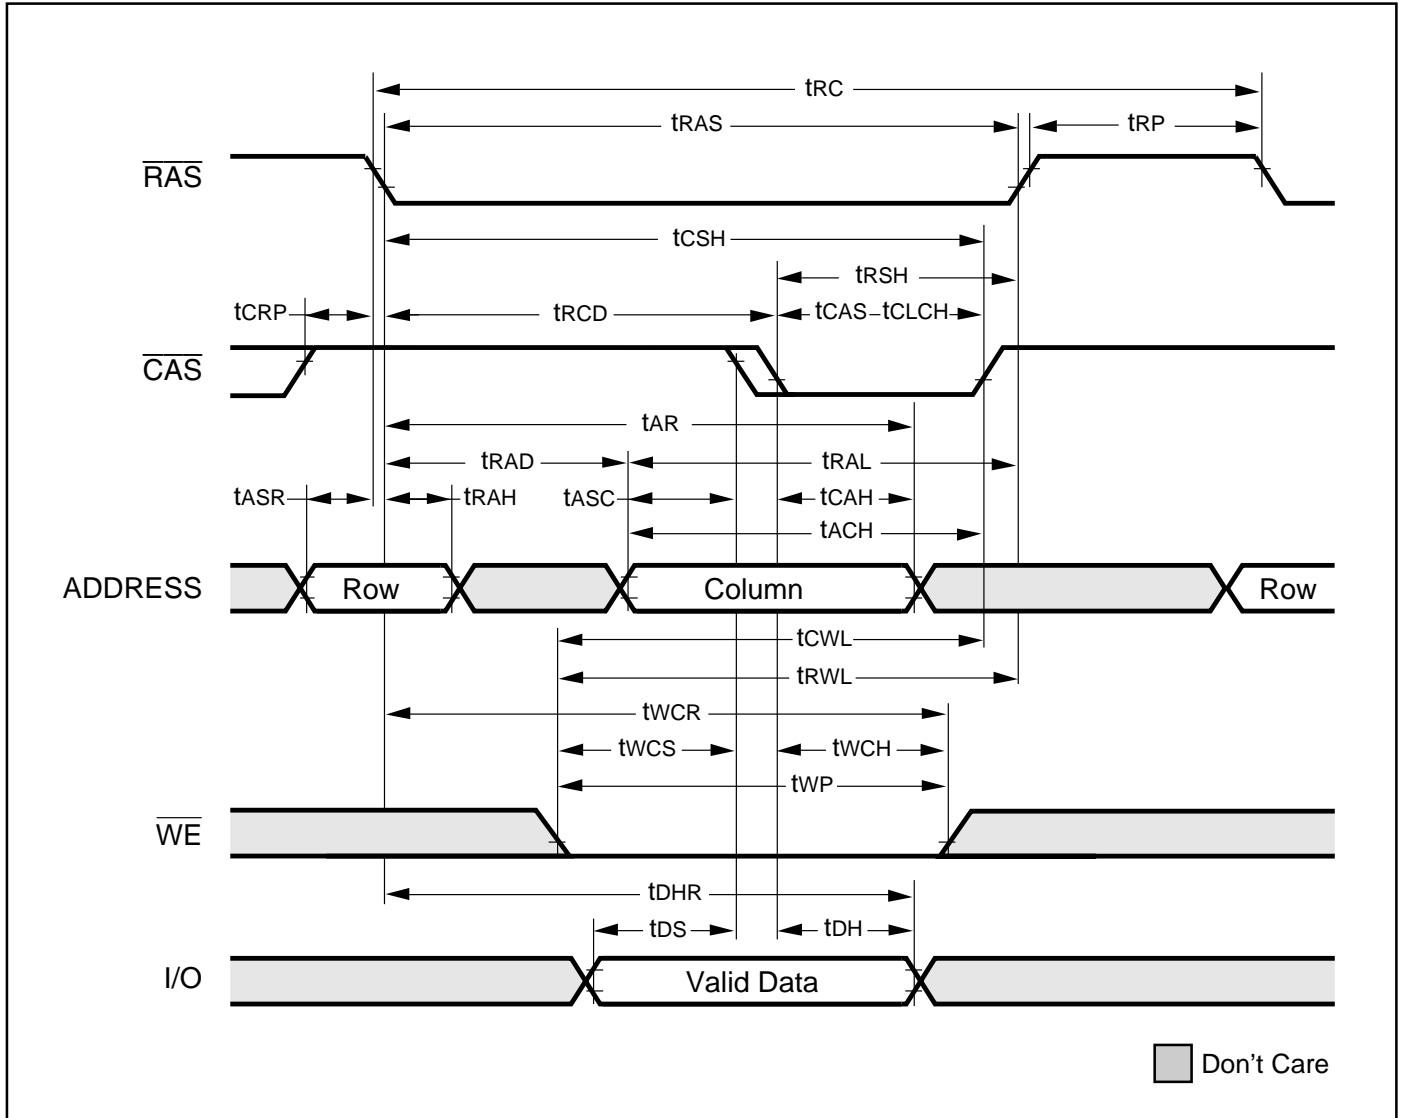 tRC
tRAS
tRP
RAS
tCSH
tRSH
tCRP
tRCD
tCAS tCLCH
CAS
tAR
tRAD
tRAL
tASR
tRAH
tASC
tCAH
tACH
ADDRESS
Row
Column
Row
tCWL
tRWL
tWCR
tWCS
tWCH
tWP
WE
tDHR
tDS
tDH
I/O
Valid Data
Don't Care